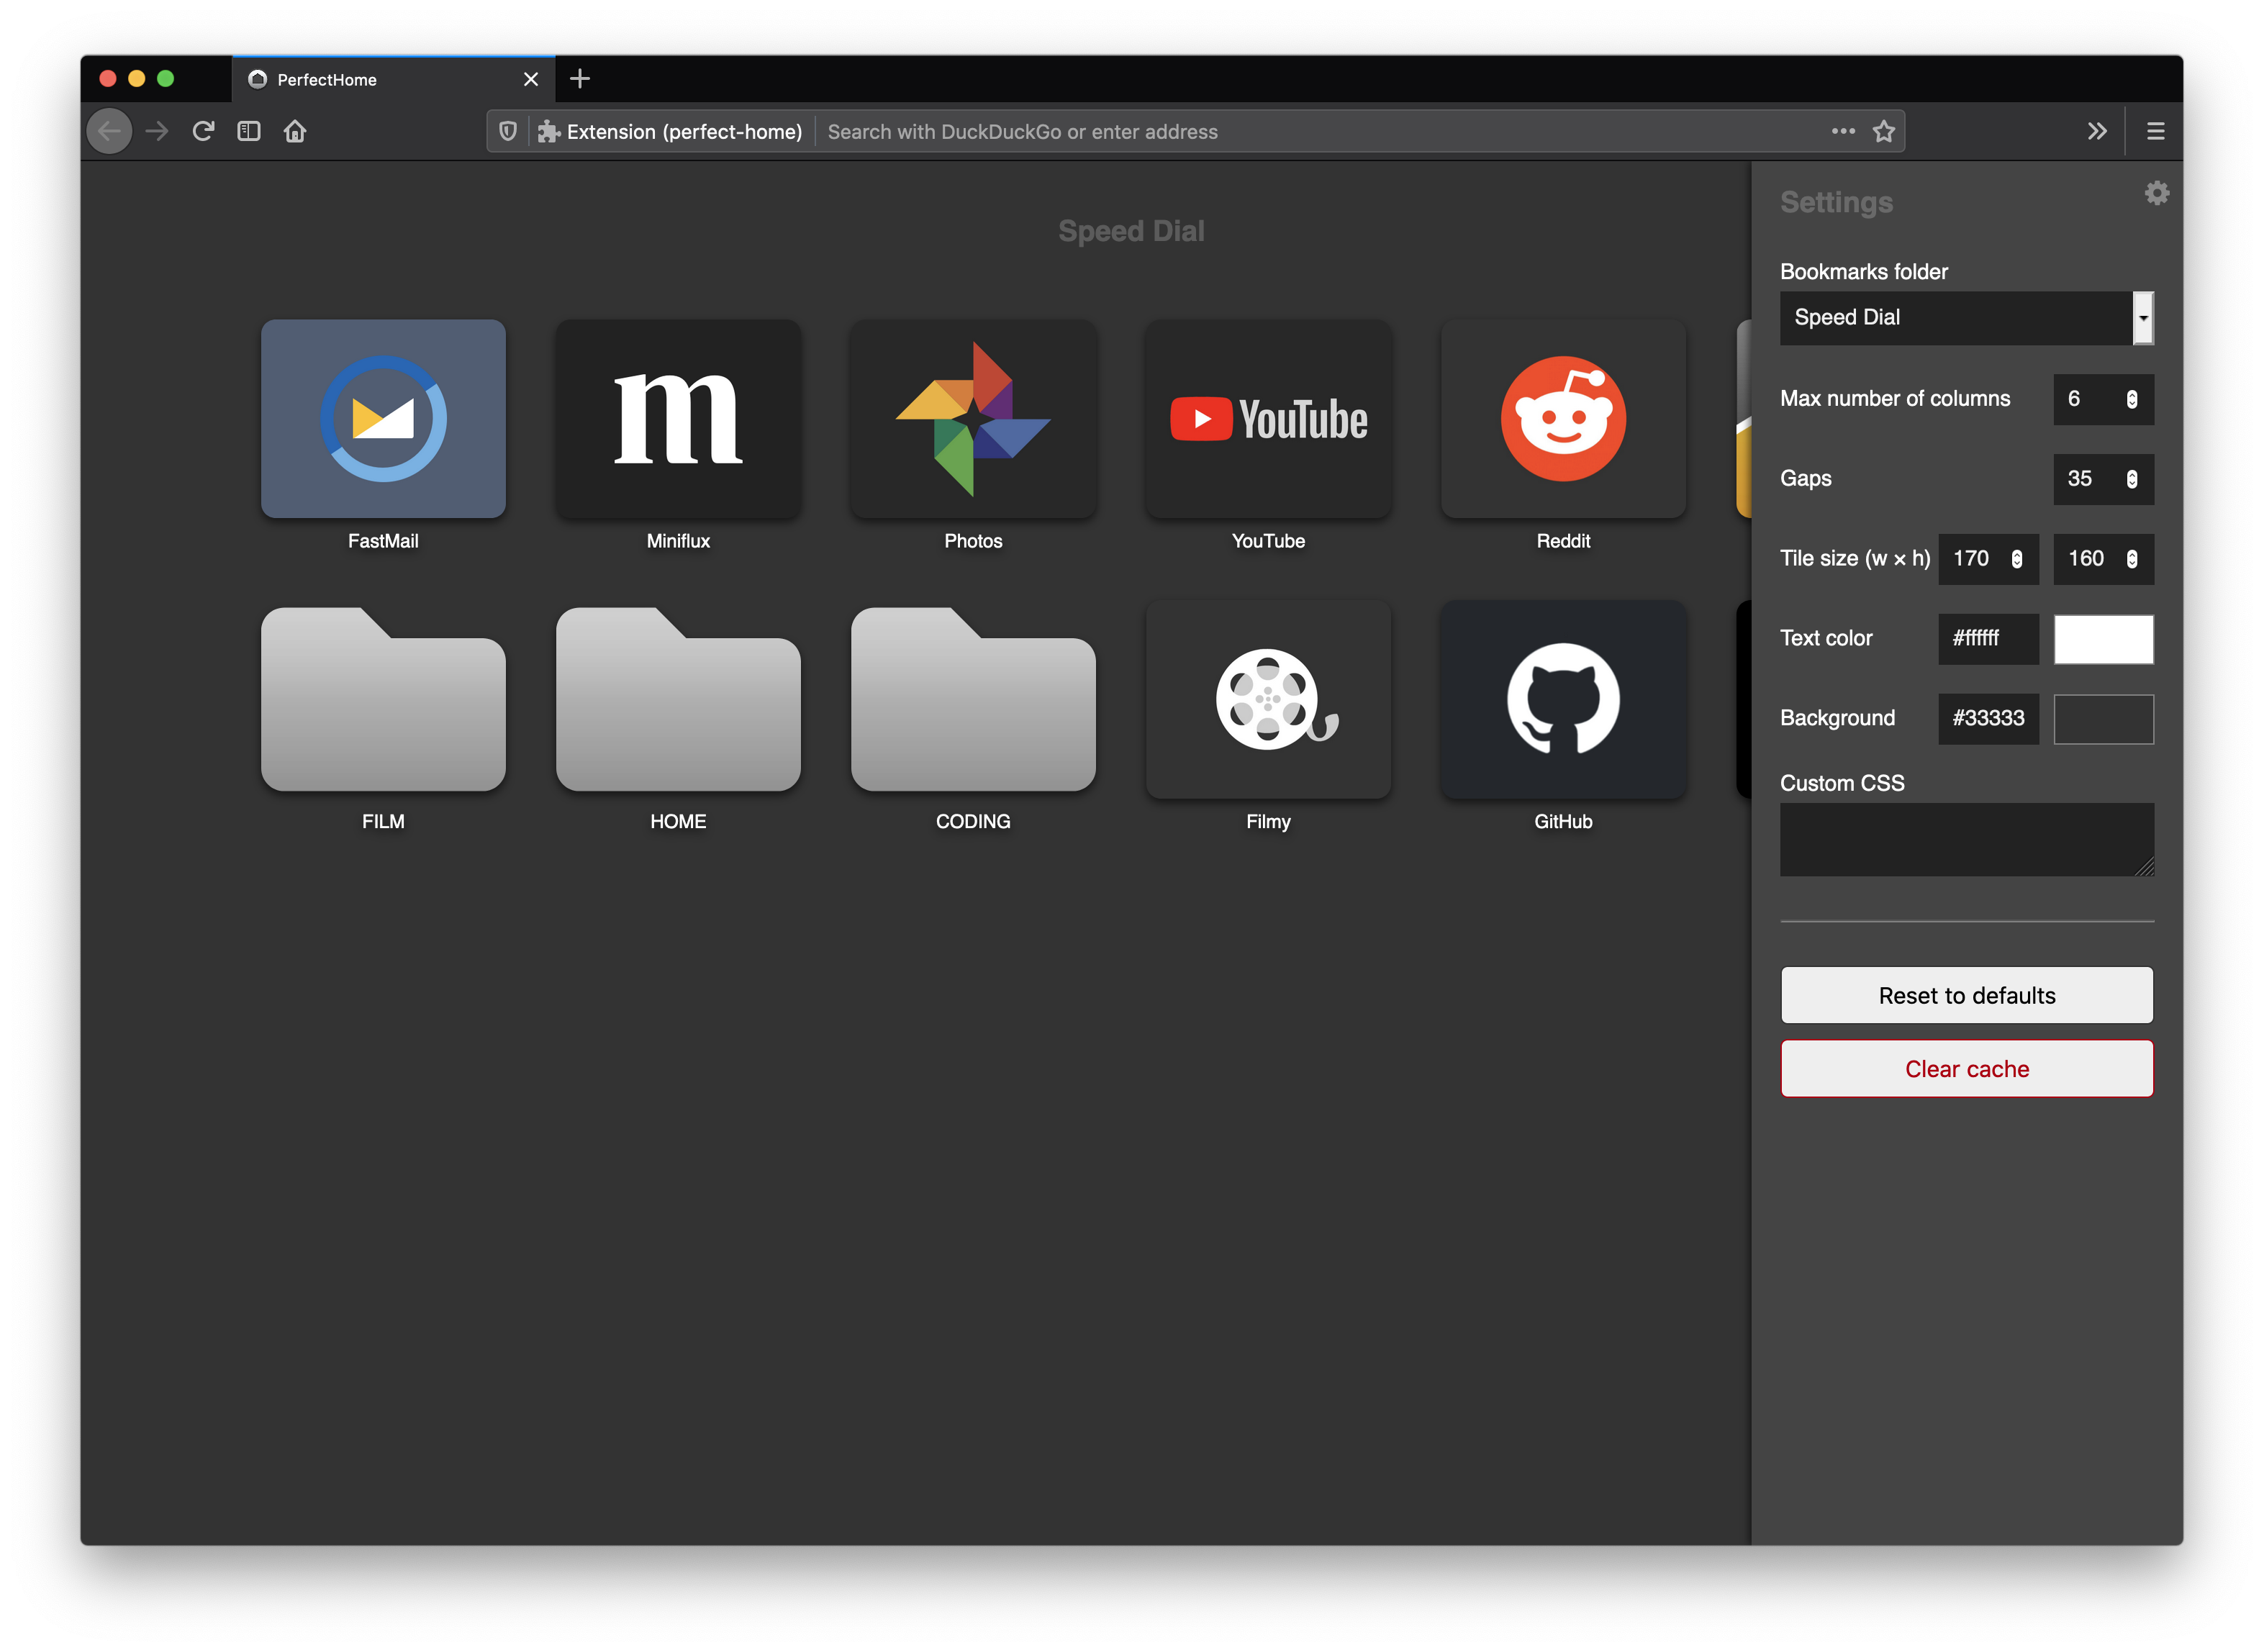 PerfectHome
Extension (perfect-home) Search with DuckDuckGo or enter address
Speed Dial
m
YouTube
FastMail Miniflux Photos YouTube Reddit
FILM HOME CODING Filmy GitHub
Settings
Bookmarks folder
Speed Dial
Max number of columns 6
Gaps 35
Tile size (w × h) 170 160
Text color #ffffff
Background #33333
Custom CSS
Reset to defaults
Clear cache